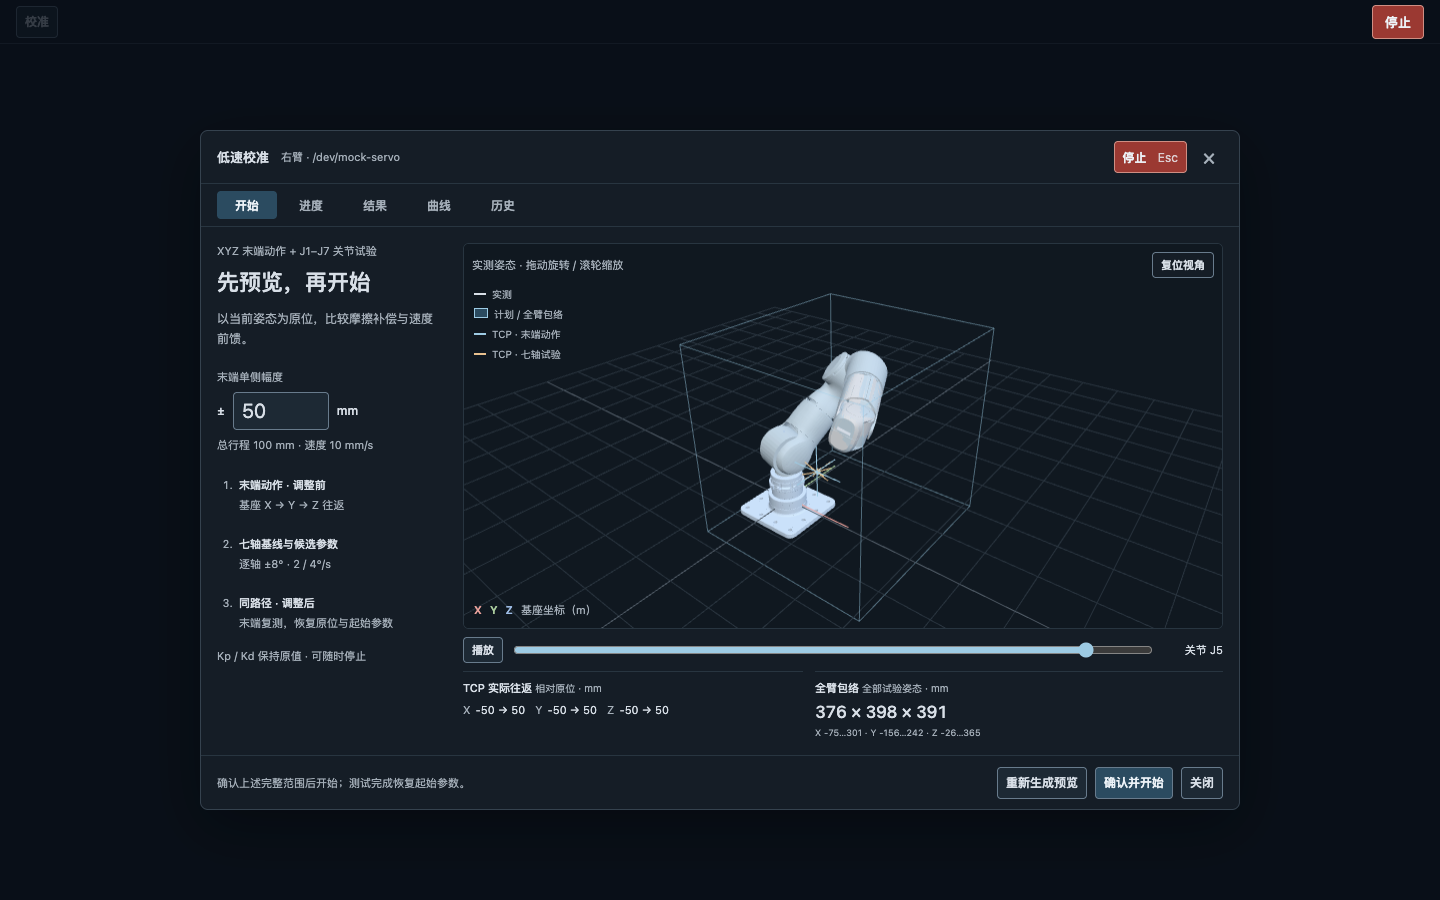 校准
停止
低速校准 右臂 · /dev/mock-servo
停止 Esc ×
开始 进度 结果 曲线 历史
XYZ 末端动作 + J1–J7 关节试验
先预览，再开始
以当前姿态为原位，比较摩擦补偿与速度
前馈。
末端单侧幅度
± 50 mm
总行程 100 mm · 速度 10 mm/s
1. 末端动作 · 调整前
基座 X → Y → Z 往返
2. 七轴基线与候选参数
逐轴 ±8° · 2 / 4°/s
3. 同路径 · 调整后
末端复测，恢复原位与起始参数
Kp / Kd 保持原值 · 可随时停止
实测姿态 · 拖动旋转 / 滚轮缩放
复位视角
实测
计划 / 全臂包络
TCP · 末端动作
TCP · 七轴试验
X Y Z 基座坐标（m）
播放
关节 J5
TCP 实际往返 相对原位 · mm
X -50 → 50 Y -50 → 50 Z -50 → 50
全臂包络 全部试验姿态 · mm
376 × 398 × 391
X -75…301 · Y -156…242 · Z -26…365
确认上述完整范围后开始；测试完成恢复起始参数。
重新生成预览 确认并开始 关闭